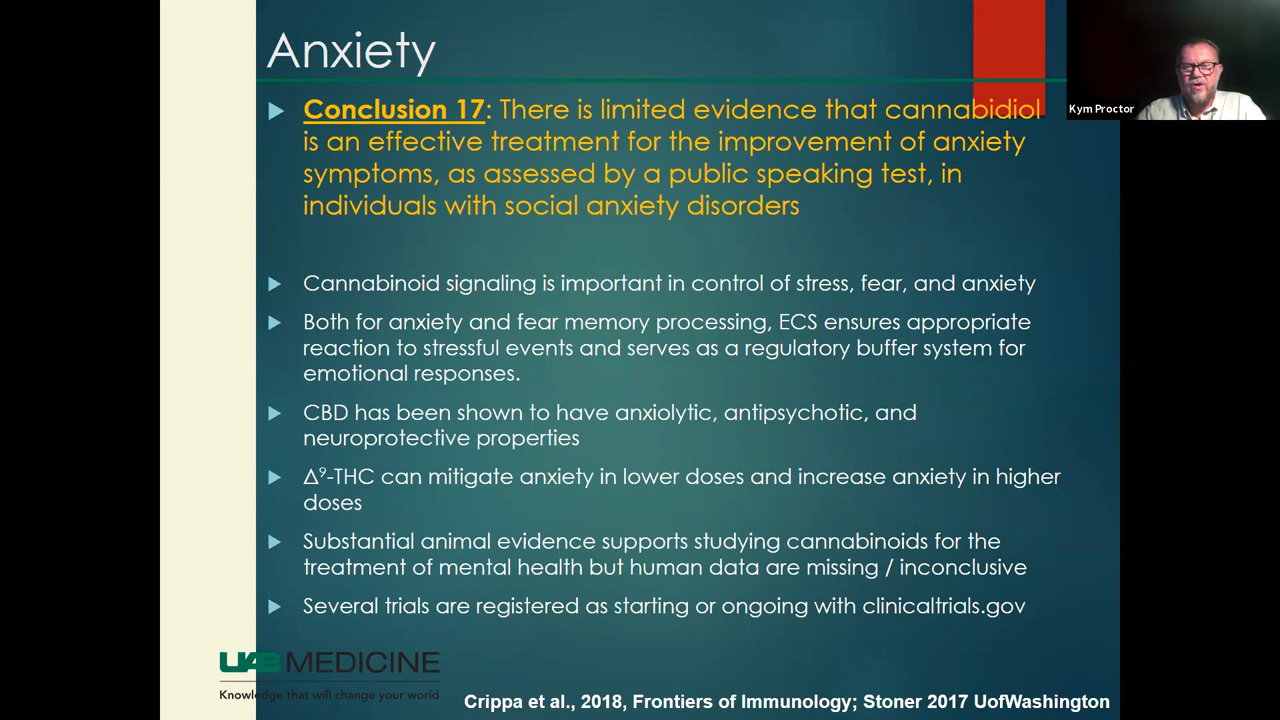 Anxiety
Conclusion 17: There is limited evidence that cannabidiol
is an effective treatment for the improvement of anxiety
symptoms, as assessed by a public speaking test, in
individuals with social anxiety disorders
Cannabinoid signaling is important in control of stress, fear, and anxiety
Both for anxiety and fear memory processing, ECS ensures appropriate
reaction to stressful events and serves as a regulatory buffer system for
emotional responses.
CBD has been shown to have anxiolytic, antipsychotic, and
neuroprotective properties
Δ⁹-THC can mitigate anxiety in lower doses and increase anxiety in higher
doses
Substantial animal evidence supports studying cannabinoids for the
treatment of mental health but human data are missing / inconclusive
Several trials are registered as starting or ongoing with clinicaltrials.gov
UAB MEDICINE
Knowledge that will change your world
Crippa et al., 2018, Frontiers of Immunology; Stoner 2017 UofWashington
Kym Proctor